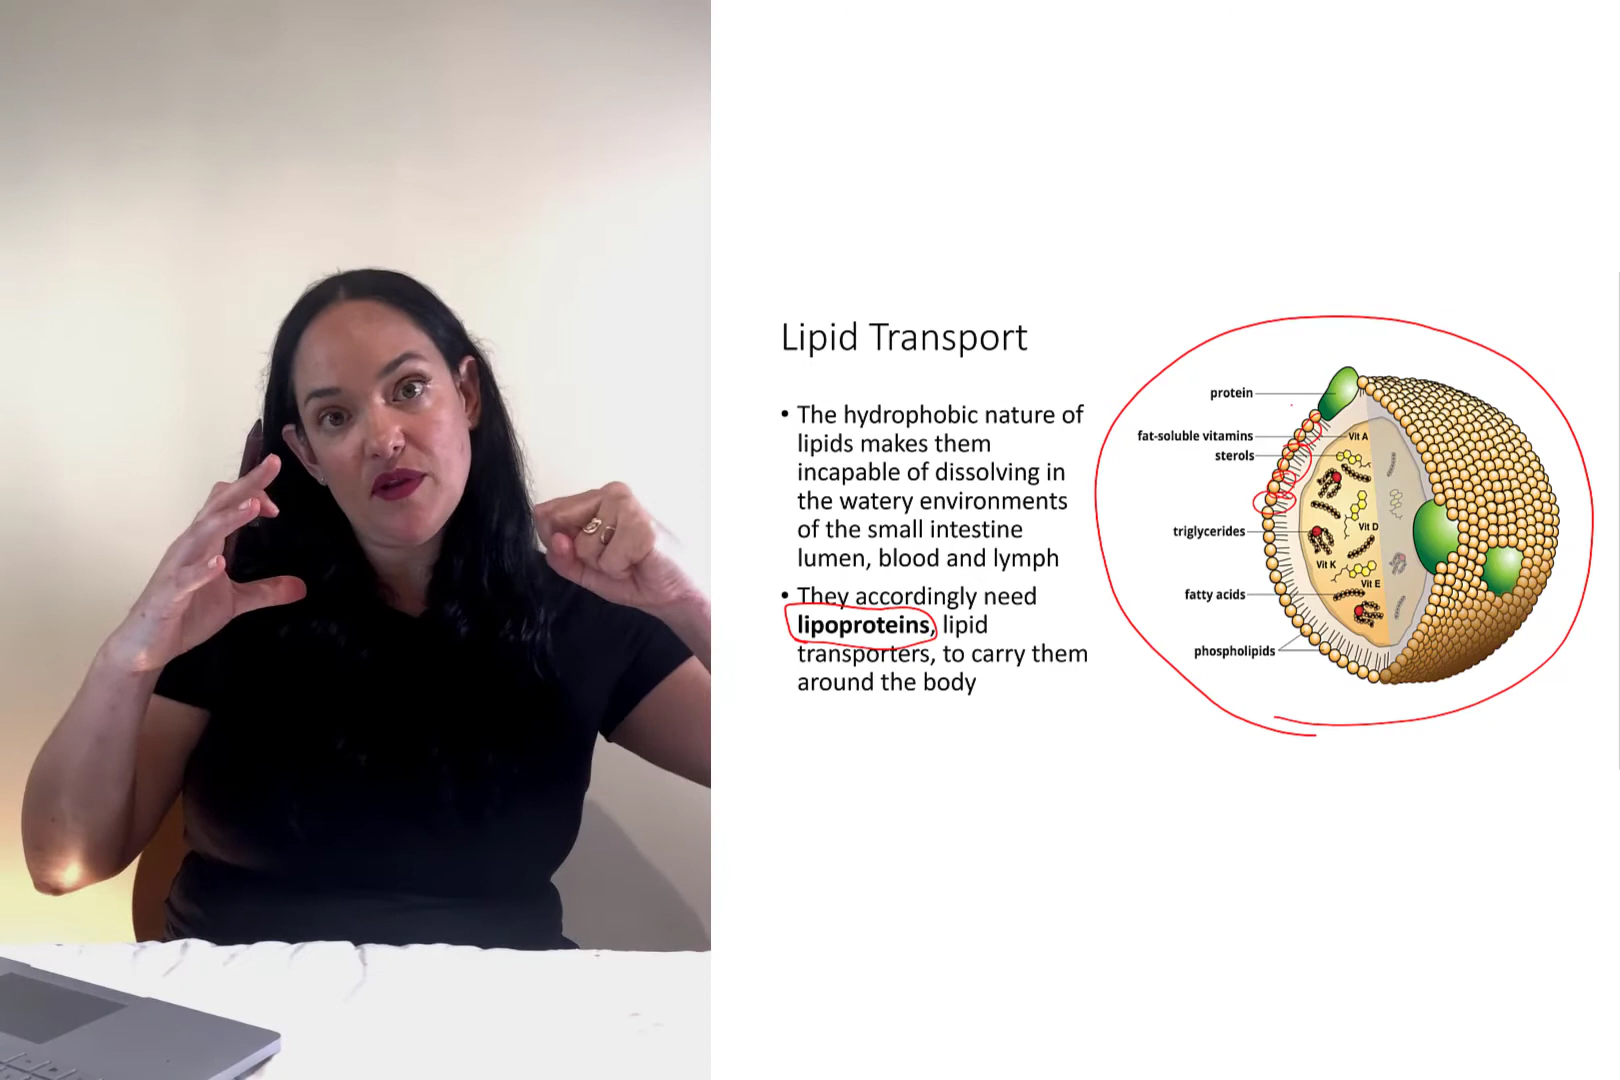 Lipid Transport
• The hydrophobic nature of
lipids makes them
incapable of dissolving in
the watery environments
of the small intestine
lumen, blood and lymph
• They accordingly need
lipoproteins, lipid
transporters, to carry them
around the body
protein
fat-soluble vitamins
sterols
triglycerides
fatty acids
phospholipids
Vit A
Vit D
Vit K
Vit E